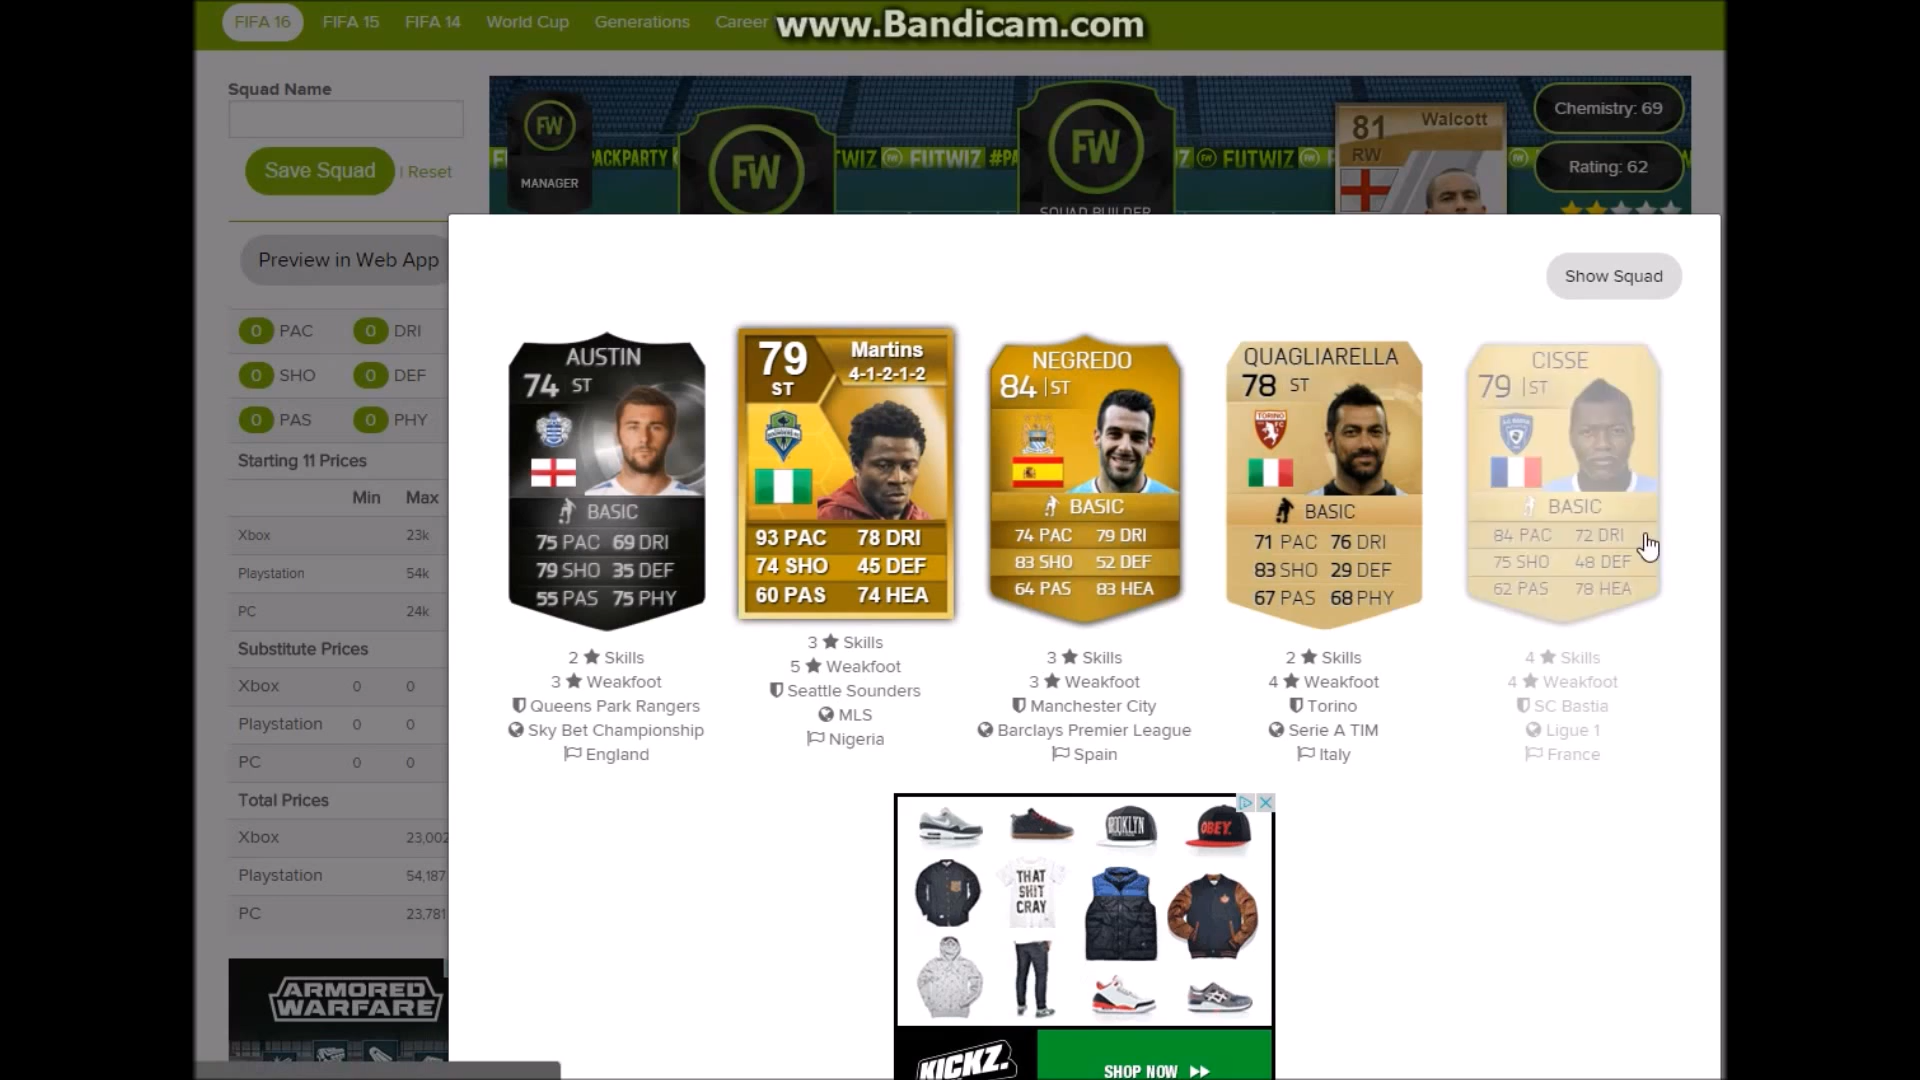 FIFA 16 FIFA 15 FIFA 14 World Cup Generations Career
www.Bandicam.com
Squad Name
Save Squad | Reset
Preview in Web App
0 PAC 0 DRI
0 SHO 0 DEF
0 PAS 0 PHY
Starting 11 Prices
Min Max
Xbox 23k
Playstation 54k
PC 24k
Substitute Prices
Xbox 0 0
Playstation 0 0
PC 0 0
Total Prices
Xbox 23,002
Playstation 54,187
PC 23,781
ARMORED
WARFARE
FW
MANAGER
PACKPARTY
FW
FW FUTWIZ
FW
SQUAD BUILDER
FW FUTWIZ FW
81 Walcott
RW
Chemistry: 69
Rating: 62
Show Squad
AUSTIN
74 ST
BASIC
75 PAC 69 DRI
79 SHO 35 DEF
55 PAS 75 PHY
2 ★ Skills
3 ★ Weakfoot
Queens Park Rangers
Sky Bet Championship
England
79 Martins
ST 4-1-2-1-2
93 PAC 78 DRI
74 SHO 45 DEF
60 PAS 74 HEA
3 ★ Skills
5 ★ Weakfoot
Seattle Sounders
MLS
Nigeria
NEGREDO
84 | ST
BASIC
74 PAC 79 DRI
83 SHO 52 DEF
64 PAS 83 HEA
3 ★ Skills
3 ★ Weakfoot
Manchester City
Barclays Premier League
Spain
QUAGLIARELLA
78 ST
TORINO
BASIC
71 PAC 76 DRI
83 SHO 29 DEF
67 PAS 68 PHY
2 ★ Skills
4 ★ Weakfoot
Torino
Serie A TIM
Italy
CISSE
79 | ST
BASIC
84 PAC 72 DRI
75 SHO 48 DEF
62 PAS 78 HEA
4 ★ Skills
4 ★ Weakfoot
SC Bastia
Ligue 1
France
BROOKLYN
OBEY.
THAT
SHIT
CRAY
KICKZ.
SHOP NOW